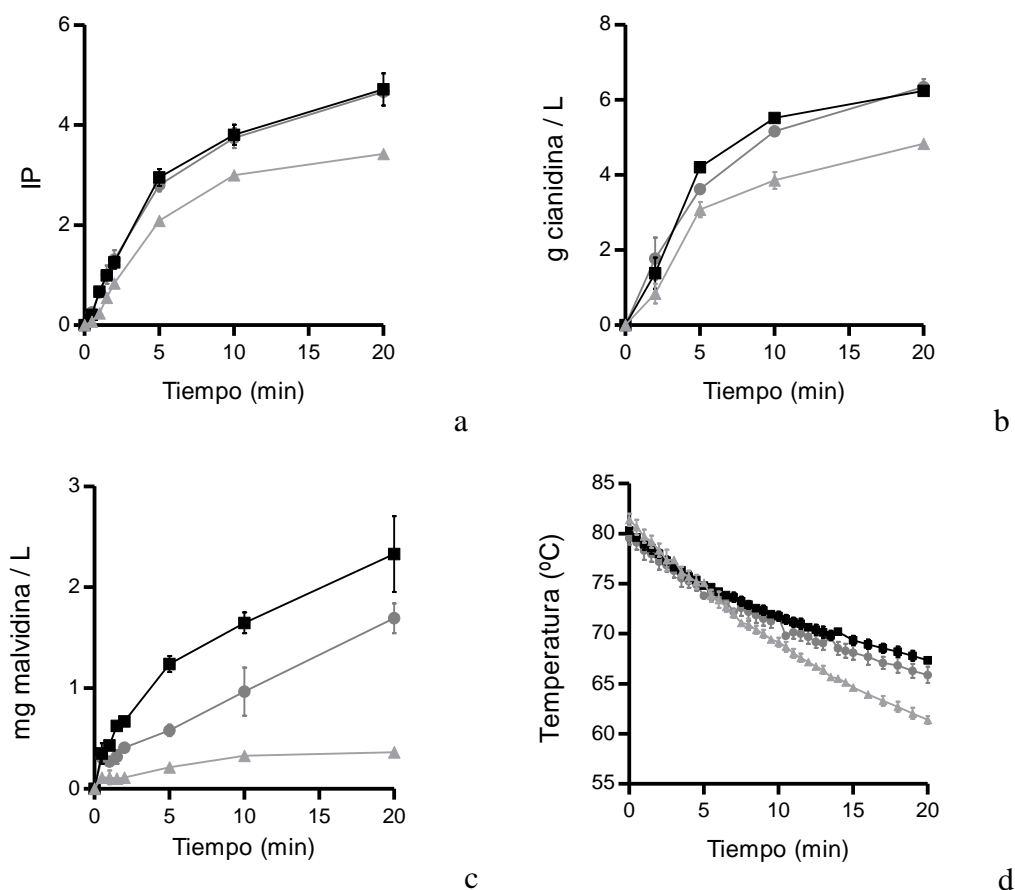 6
4
2
0
IP
0 5 10 15 20
Tiempo (min)
a
8
6
4
2
0
g cianidina / L
0 5 10 15 20
Tiempo (min)
b
3
2
1
0
mg malvidina / L
0 5 10 15 20
Tiempo (min)
c
85
80
75
70
65
60
55
Temperatura (ºC)
0 5 10 15 20
Tiempo (min)
d